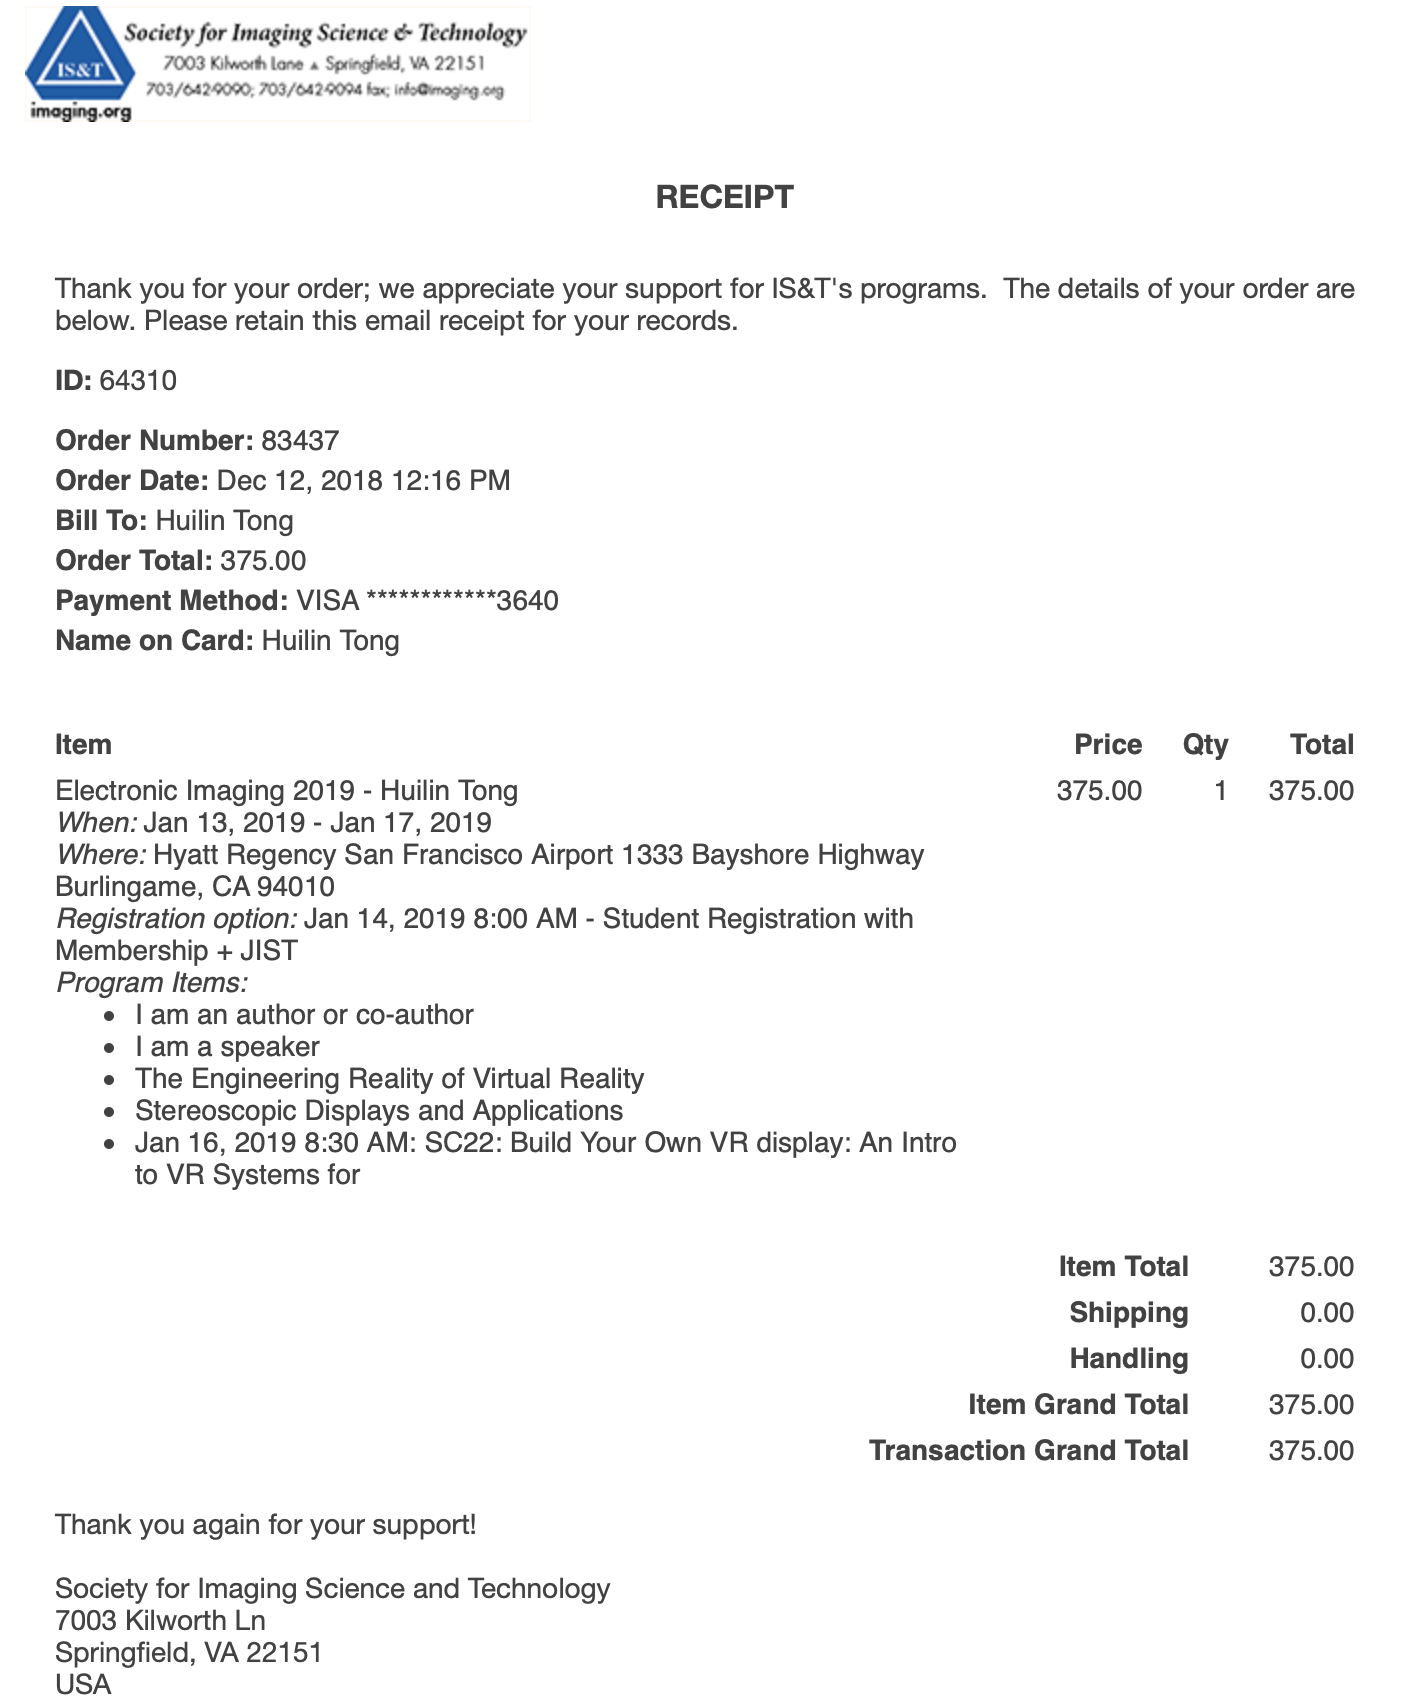 Society for Imaging Science & Technology
7003 Kilworth Lane ▲ Springfield, VA 22151
IS&T
703/642-9090; 703/642-9094 fax; info@imaging.org
imaging.org
RECEIPT
Thank you for your order; we appreciate your support for IS&T's programs.  The details of your order are
below. Please retain this email receipt for your records.
ID: 64310
Order Number: 83437
Order Date: Dec 12, 2018 12:16 PM
Bill To: Huilin Tong
Order Total: 375.00
Payment Method: VISA ************3640
Name on Card: Huilin Tong
Item Price Qty Total
Electronic Imaging 2019 - Huilin Tong 375.00 1 375.00
When: Jan 13, 2019 - Jan 17, 2019
Where: Hyatt Regency San Francisco Airport 1333 Bayshore Highway
Burlingame, CA 94010
Registration option: Jan 14, 2019 8:00 AM - Student Registration with
Membership + JIST
Program Items:
• I am an author or co-author
• I am a speaker
• The Engineering Reality of Virtual Reality
• Stereoscopic Displays and Applications
• Jan 16, 2019 8:30 AM: SC22: Build Your Own VR display: An Intro
to VR Systems for
Item Total 375.00
Shipping 0.00
Handling 0.00
Item Grand Total 375.00
Transaction Grand Total 375.00
Thank you again for your support!
Society for Imaging Science and Technology
7003 Kilworth Ln
Springfield, VA 22151
USA